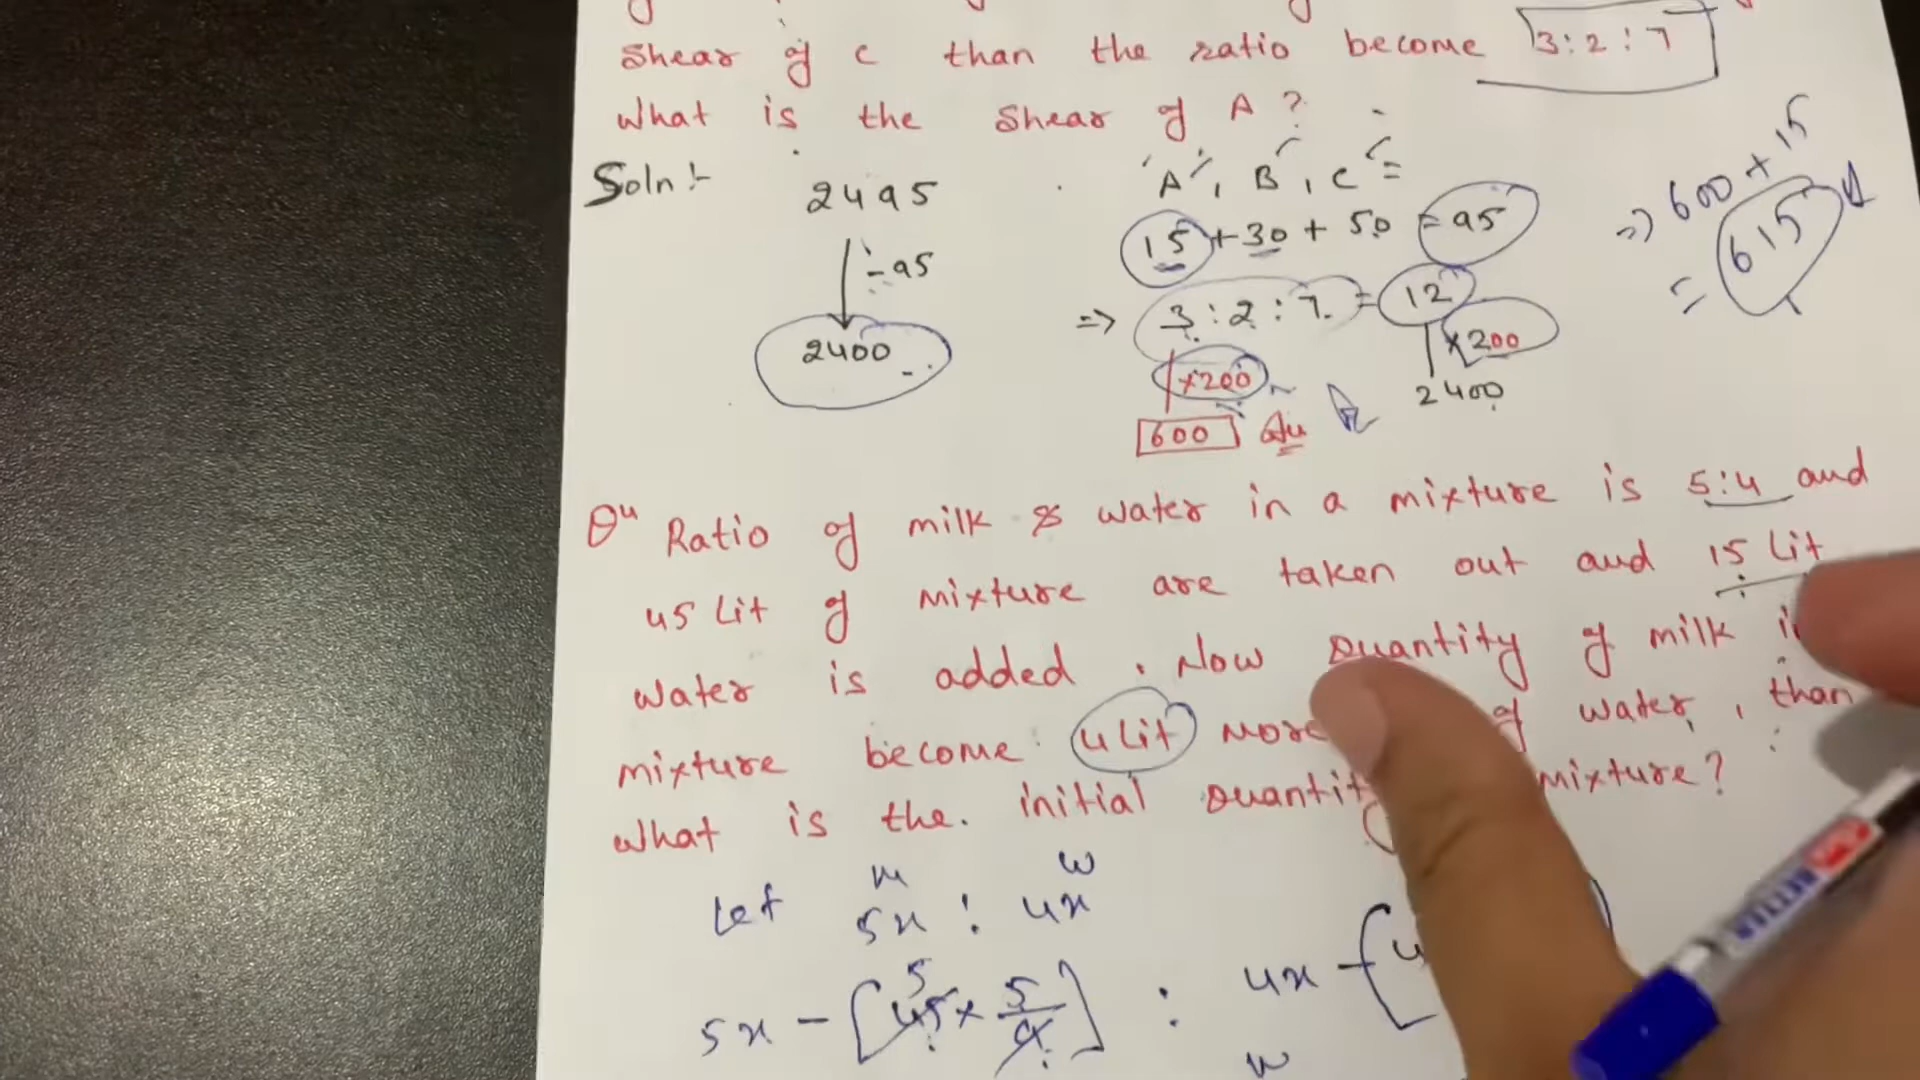 Shear of C than the ratio become 3:2:7
What is the Shear of A ?
Soln :- 2495 A, B, C =
-95
2400
15 + 30 + 50 = 95
=> 3 : 2 : 7 = 12
×200 ×200
600 2400
=> 600 + 15
= 615
Ratio of milk & water in a mixture is 5:4 and
45 Lit of mixture are taken out and 15 Lit
water is added . Now Quantity of milk
mixture become 4 Lit More of water , than
What is the . initial mixture?
m w
Let 5x : 4x
5
5x - [45 × 5/9] : 4x - [4
w